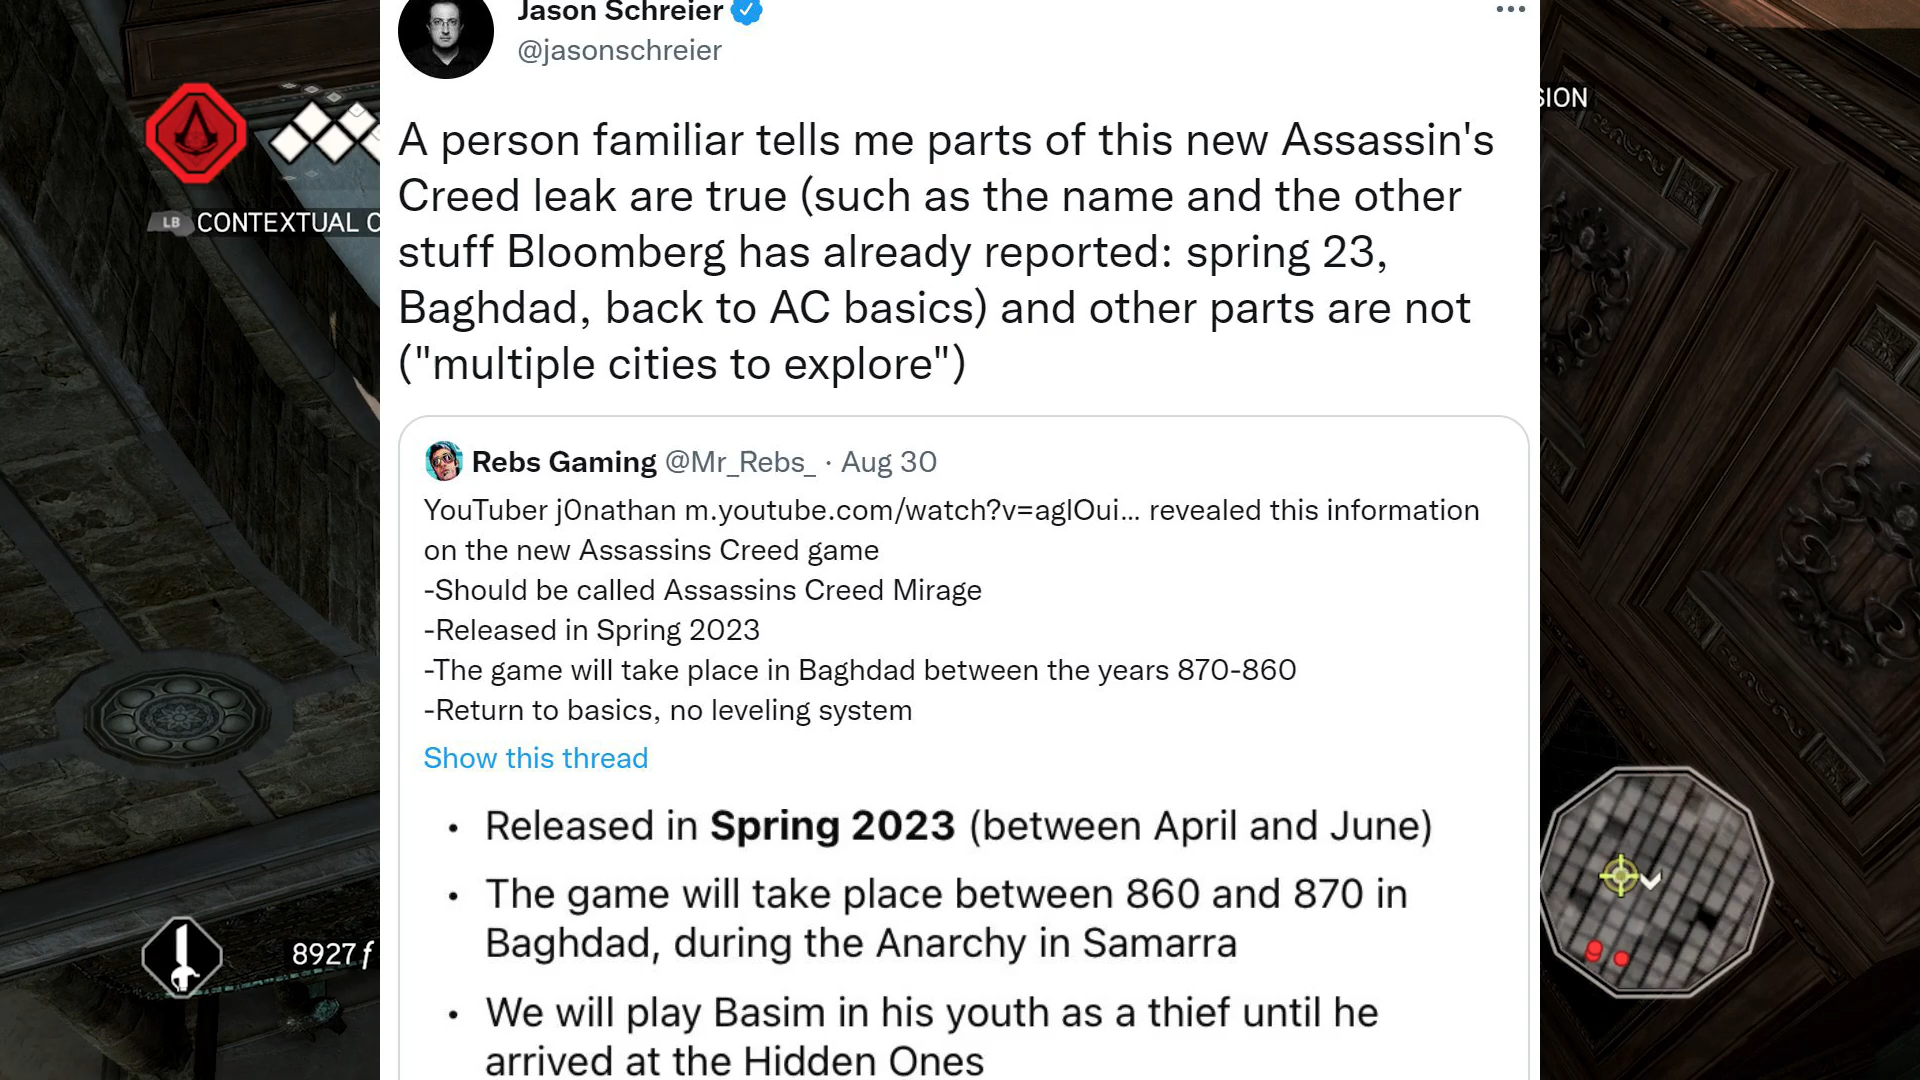 Jason Schreier
@jasonschreier
A person familiar tells me parts of this new Assassin's
Creed leak are true (such as the name and the other
stuff Bloomberg has already reported: spring 23,
Baghdad, back to AC basics) and other parts are not
("multiple cities to explore")
Rebs Gaming @Mr_Rebs_ · Aug 30
YouTuber j0nathan m.youtube.com/watch?v=aglOui… revealed this information
on the new Assassins Creed game
-Should be called Assassins Creed Mirage
-Released in Spring 2023
-The game will take place in Baghdad between the years 870-860
-Return to basics, no leveling system
Show this thread
• Released in Spring 2023 (between April and June)
• The game will take place between 860 and 870 in
Baghdad, during the Anarchy in Samarra
• We will play Basim in his youth as a thief until he
arrived at the Hidden Ones
LB CONTEXTUAL C
8927 ƒ
SION